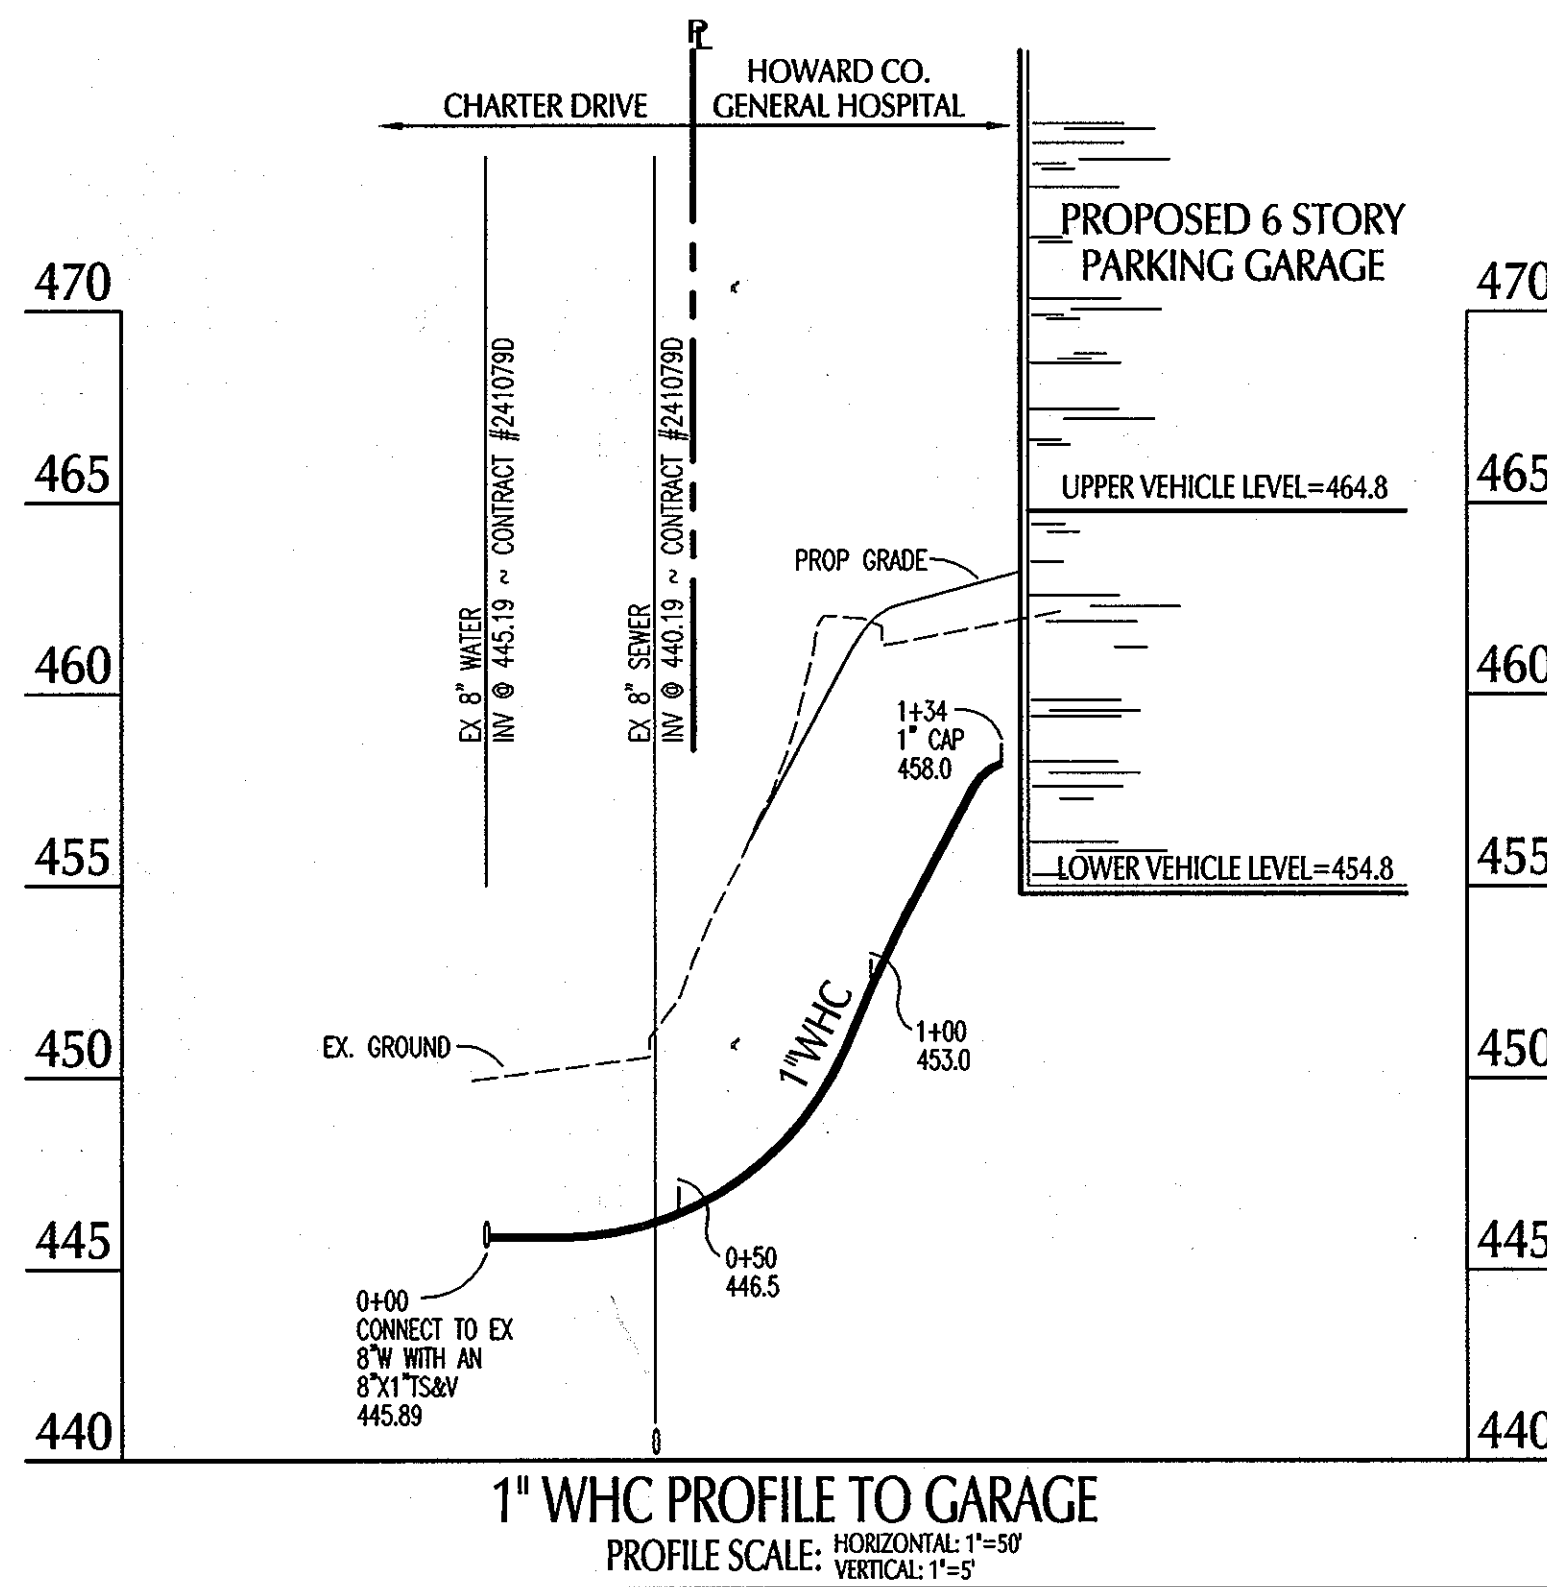 PL
HOWARD CO.
CHARTER DRIVE GENERAL HOSPITAL
PROPOSED 6 STORY
PARKING GARAGE
470
470
EX 8" WATER
INV @ 445.19 ~ CONTRACT #241079D
EX 8" SEWER
INV @ 440.19 ~ CONTRACT #241079D
465
465
UPPER VEHICLE LEVEL=464.8
PROP GRADE
460
460
1+34
1" CAP
458.0
455
455
LOWER VEHICLE LEVEL=454.8
1"WHC
1+00
453.0
EX. GROUND
450
450
445
445
0+50
446.5
0+00
CONNECT TO EX
8"W WITH AN
8"X1"TS&V
445.89
440
440
1" WHC PROFILE TO GARAGE
PROFILE SCALE: HORIZONTAL: 1"=50'
VERTICAL: 1"=5'